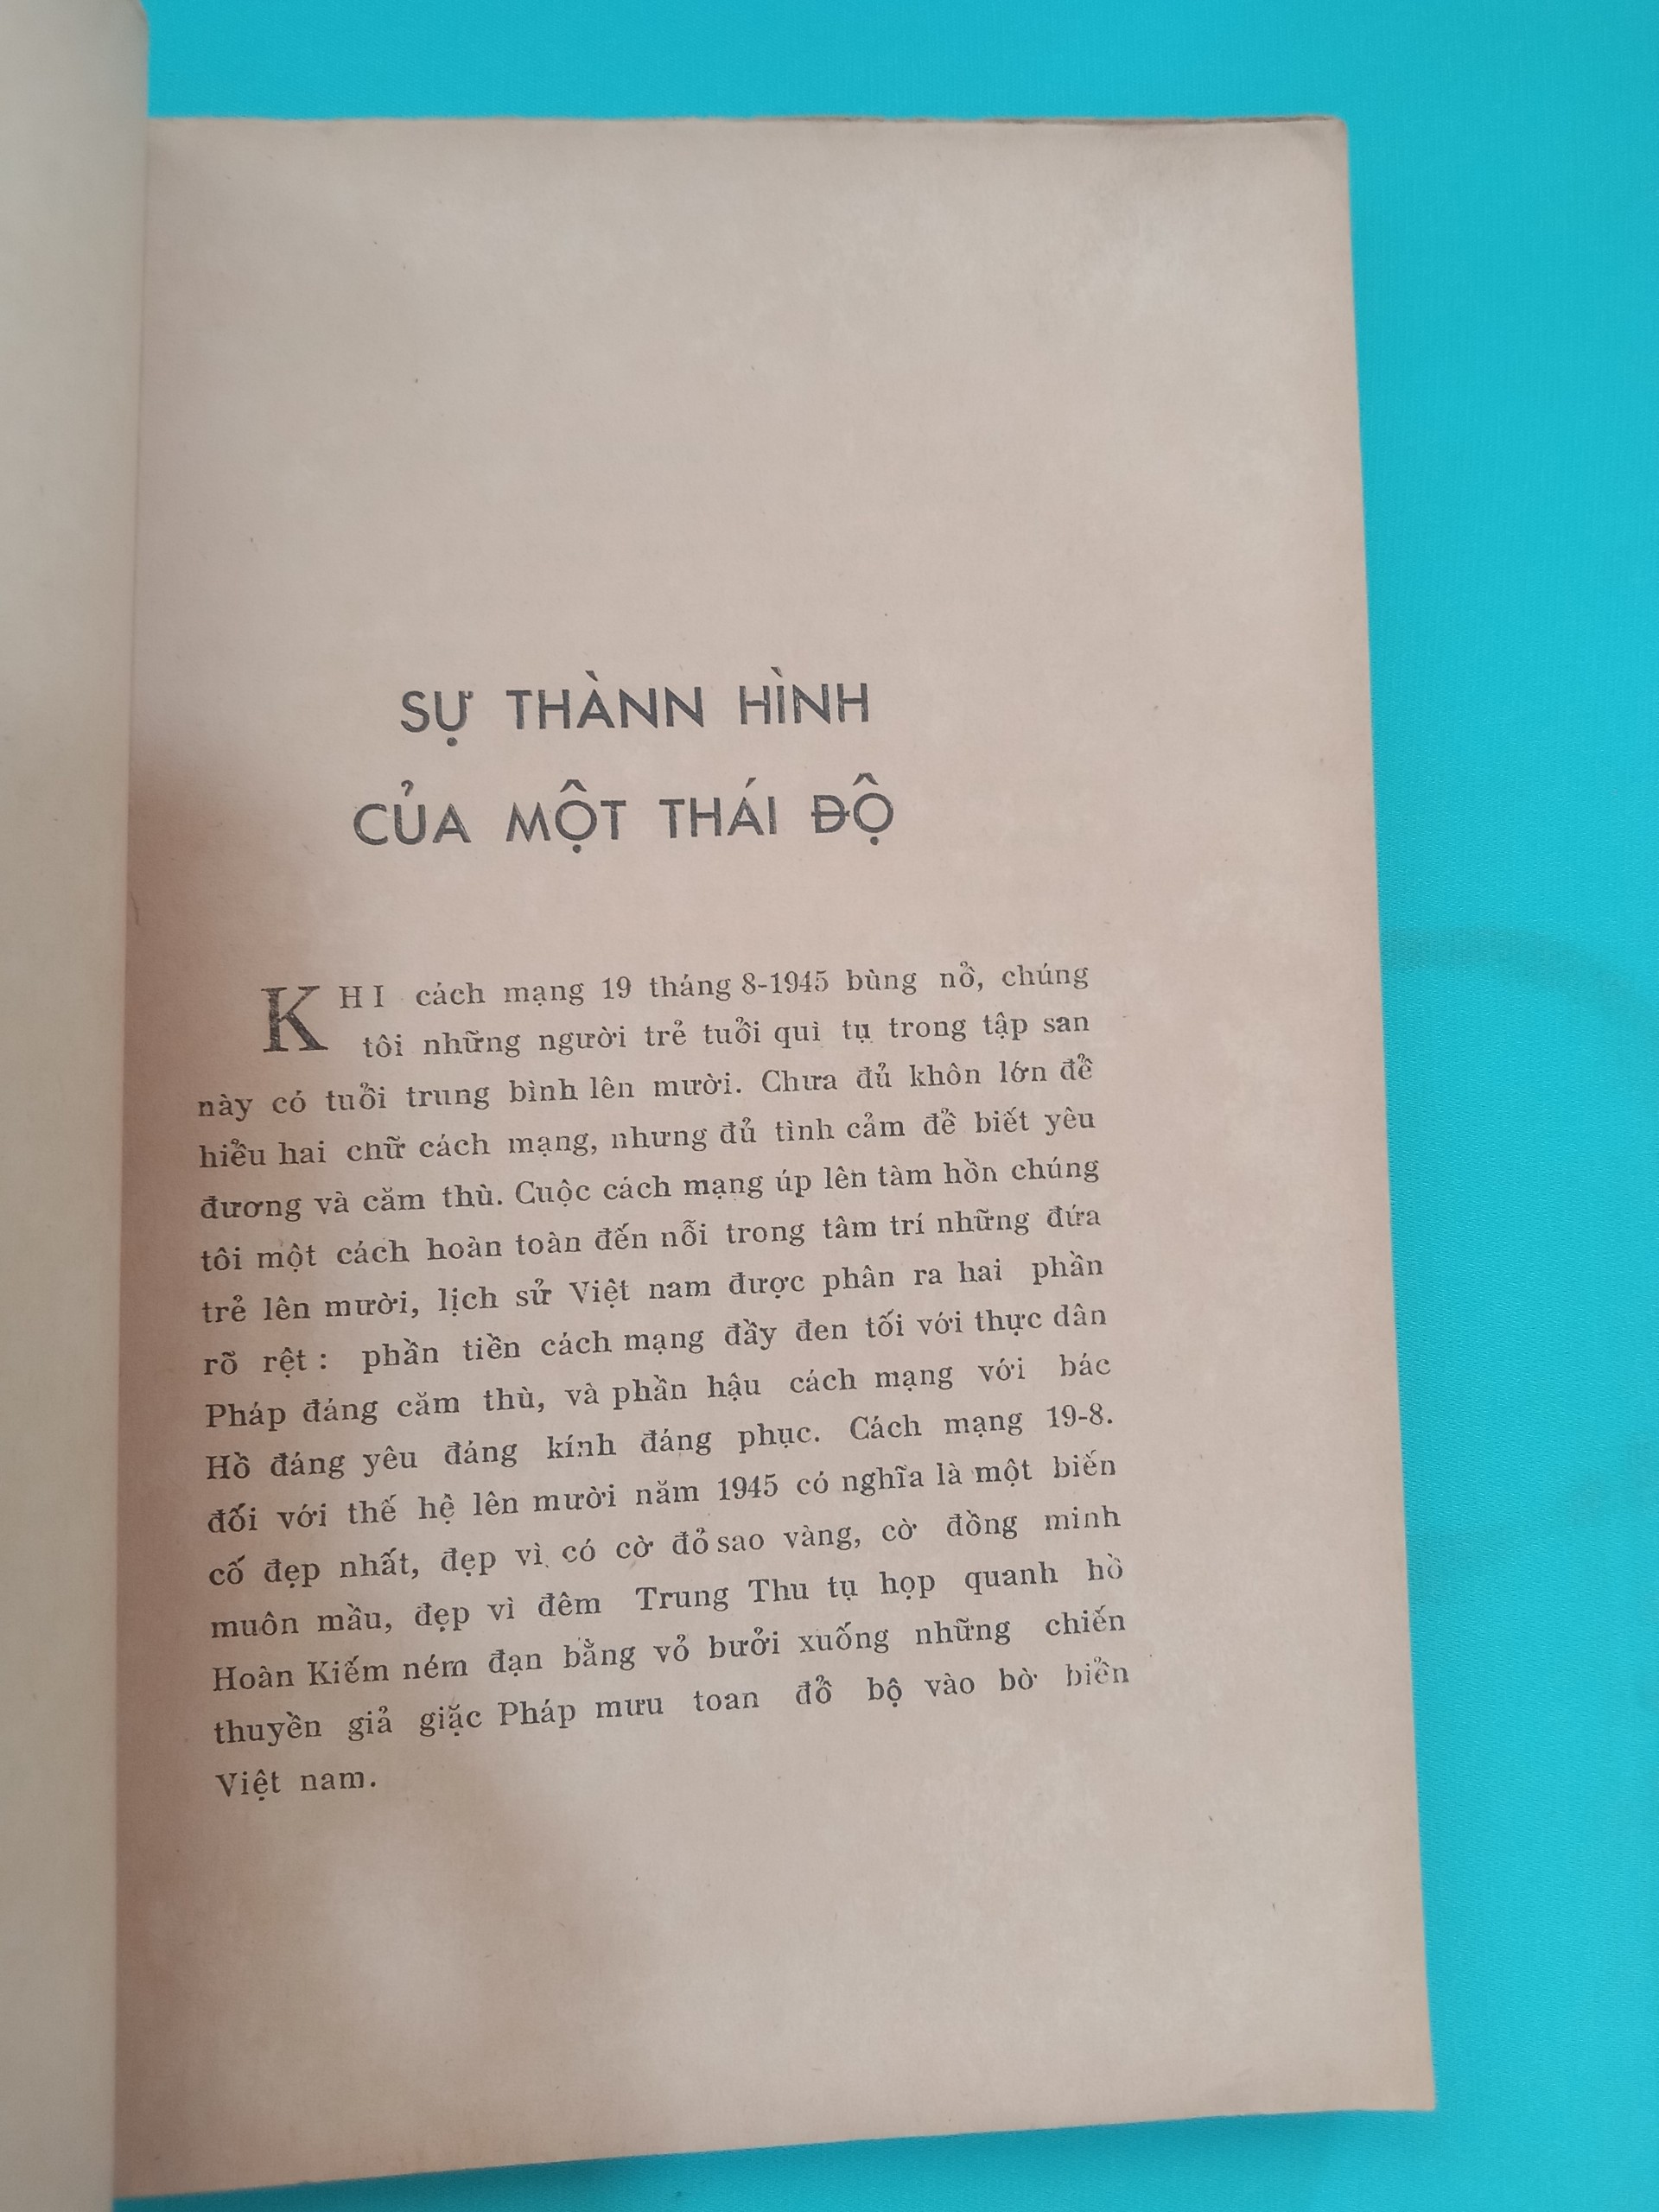 SỰ THÀNN HÌNH
CỦA MỘT THÁI ĐỘ
KHI cách mạng 19 tháng 8-1945 bùng nổ, chúng
tôi những người trẻ tuổi quì tụ trong tập san
này có tuổi trung bình lên mười. Chưa đủ khôn lớn để
hiểu hai chữ cách mạng, nhưng đủ tình cảm để biết yêu
đương và căm thù. Cuộc cách mạng úp lên tàm hồn chúng
tôi một cách hoàn toàn đến nỗi trong tâm trí những đứa
trẻ lên mười, lịch sử Việt nam được phân ra hai phần
rõ rệt : phần tiền cách mạng đầy đen tối với thực dân
Pháp đáng căm thù, và phần hậu cách mạng với bác
Hồ đáng yêu đáng kính đáng phục. Cách mạng 19-8.
đối với thế hệ lên mười năm 1945 có nghĩa là một biến
cố đẹp nhất, đẹp vì có cờ đỏ sao vàng, cờ đồng minh
muôn mầu, đẹp vì đêm Trung Thu tụ họp quanh hồ
Hoàn Kiếm ném đạn bằng vỏ bưởi xuống những chiến
thuyền giả giặc Pháp mưu toan đổ bộ vào bờ biển
Việt nam.